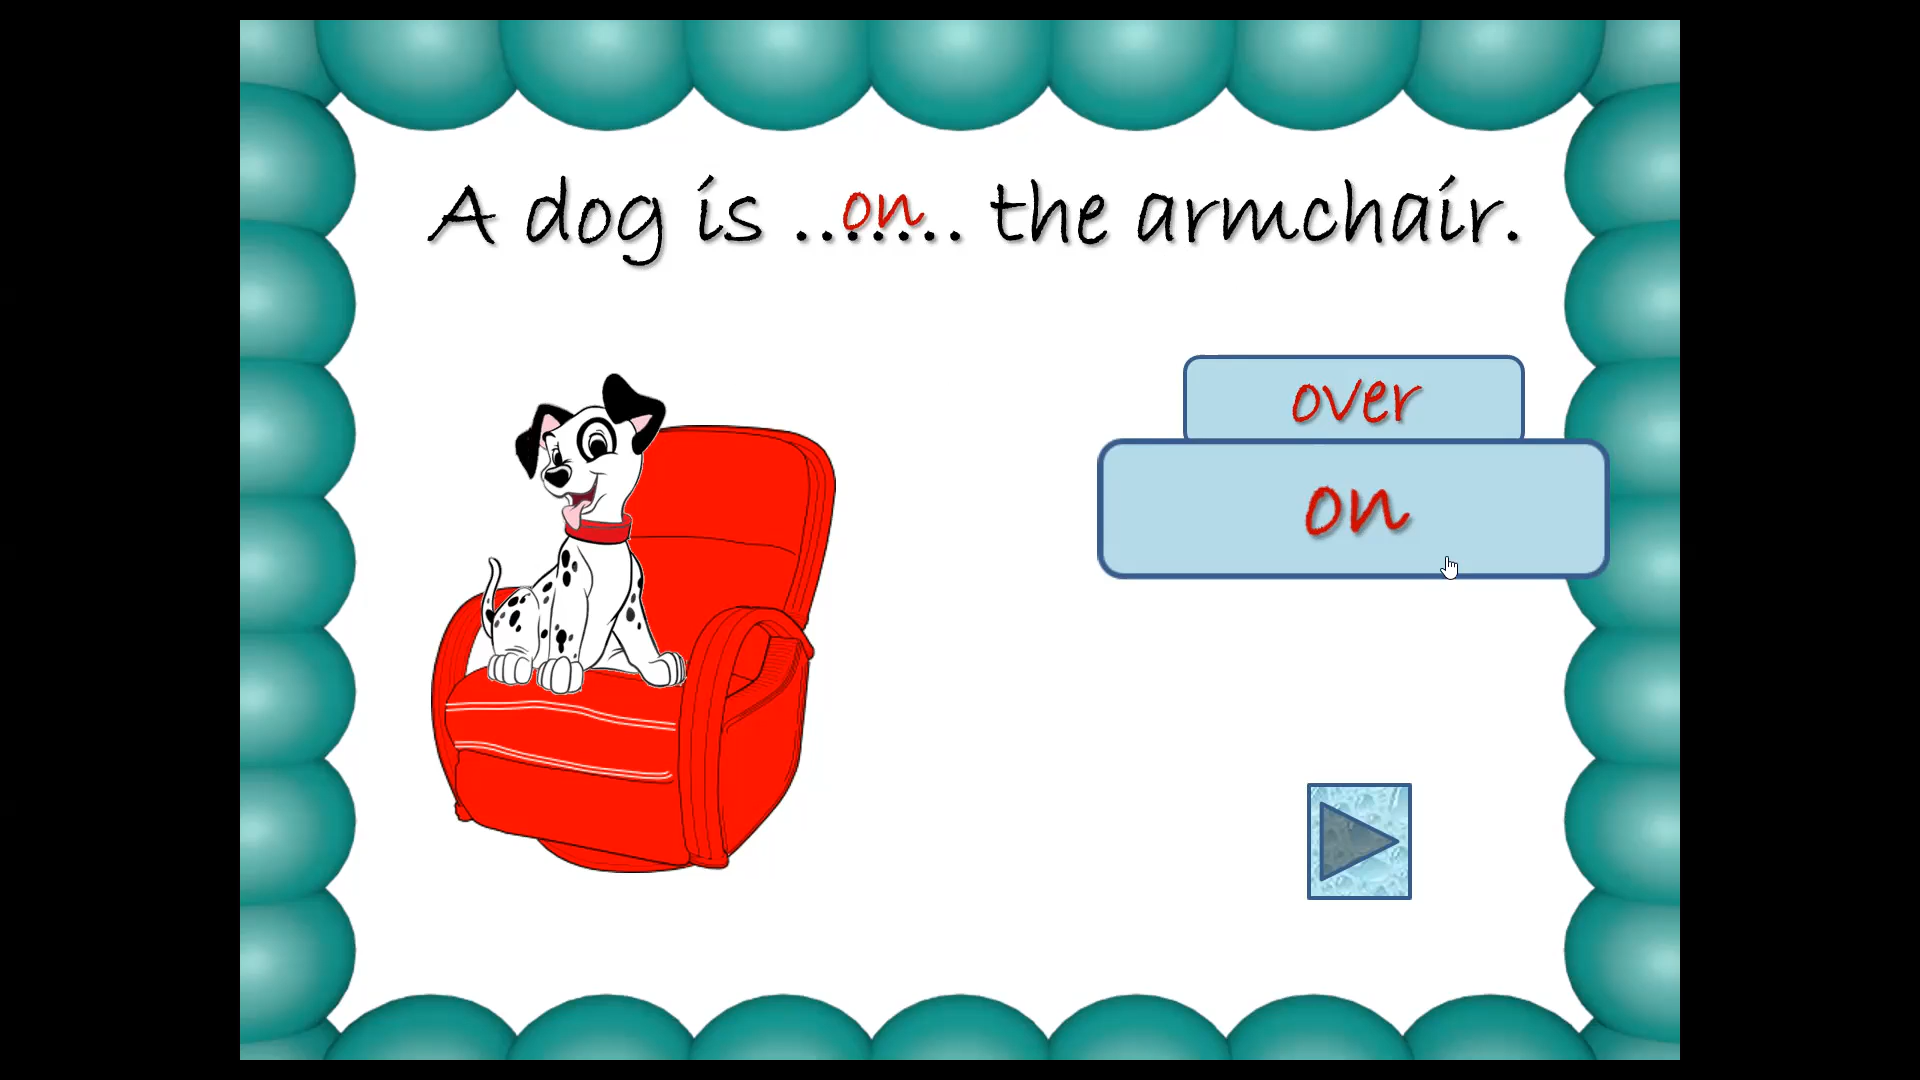 A dog is ....on... the armchair.
over
on